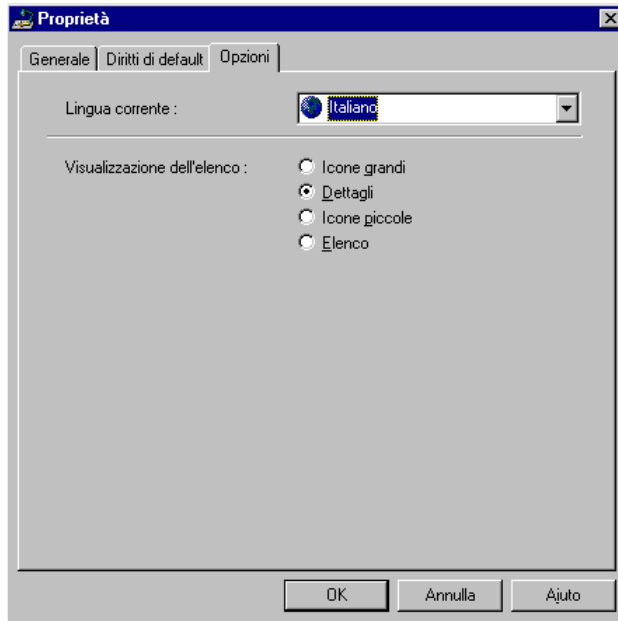 Proprietà
Generale Diritti di default Opzioni
Lingua corrente : Italiano
Visualizzazione dell'elenco : Icone grandi
Dettagli
Icone piccole
Elenco
OK Annulla Aiuto